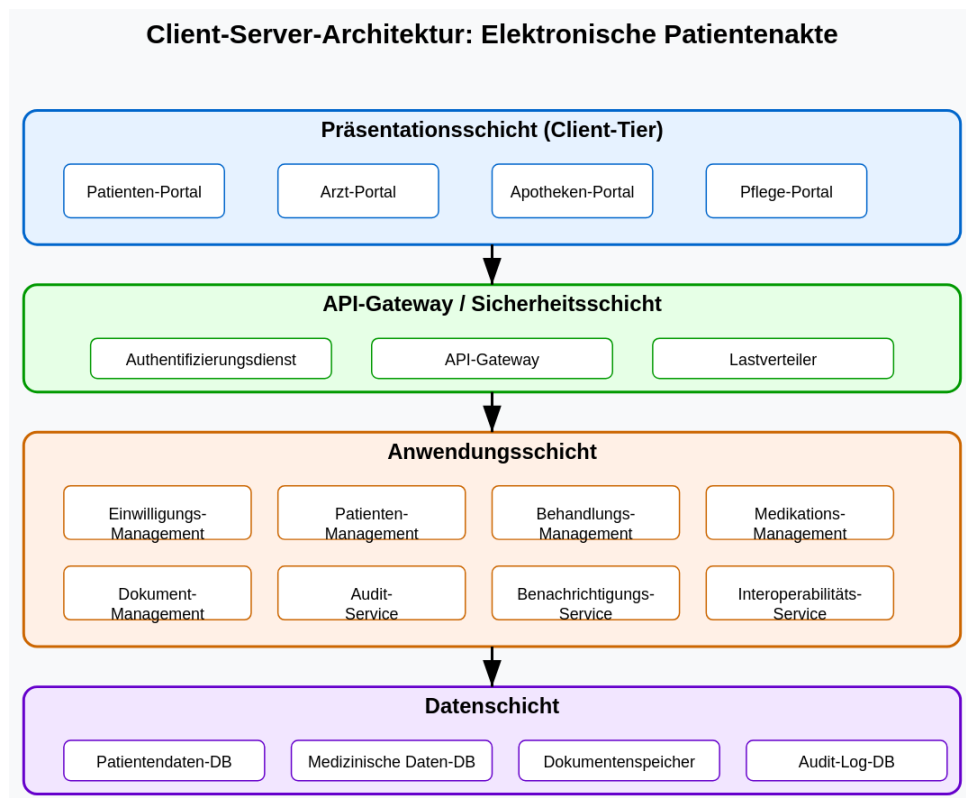 Client-Server-Architektur: Elektronische Patientenakte
Präsentationsschicht (Client-Tier)
Patienten-Portal
Arzt-Portal
Apotheken-Portal
Pflege-Portal
API-Gateway / Sicherheitsschicht
Authentifizierungsdienst
API-Gateway
Lastverteiler
Anwendungsschicht
Einwilligungs-
Management
Patienten-
Management
Behandlungs-
Management
Medikations-
Management
Dokument-
Management
Audit-
Service
Benachrichtigungs-
Service
Interoperabilitäts-
Service
Datenschicht
Patientendaten-DB
Medizinische Daten-DB
Dokumentenspeicher
Audit-Log-DB